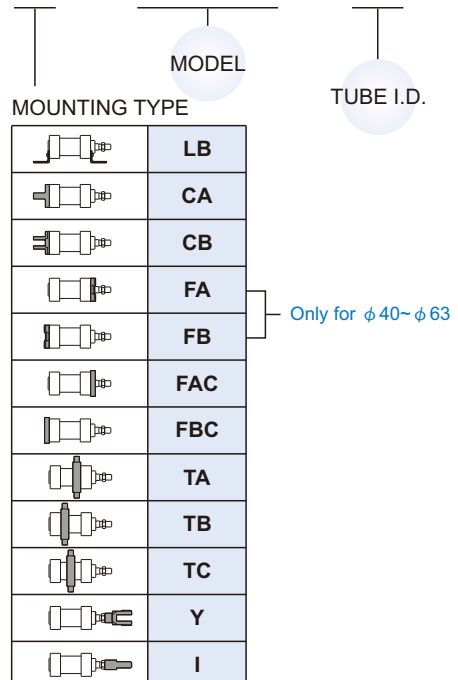 MODEL
TUBE I.D.
MOUNTING TYPE
LB
CA
CB
FA
FB
Only for ϕ40~ϕ63
FAC
FBC
TA
TB
TC
Y
I